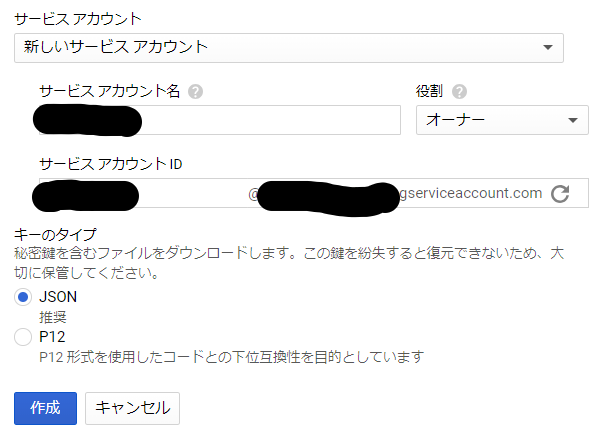 サービス アカウント
新しいサービス アカウント
サービス アカウント名 ?
役割 ?
オーナー
サービス アカウント ID
@
gserviceaccount.com
キーのタイプ
秘密鍵を含むファイルをダウンロードします。この鍵を紛失すると復元できないため、大
切に保管してください。
JSON
推奨
P12
P12 形式を使用したコードとの下位互換性を目的としています
作成
キャンセル